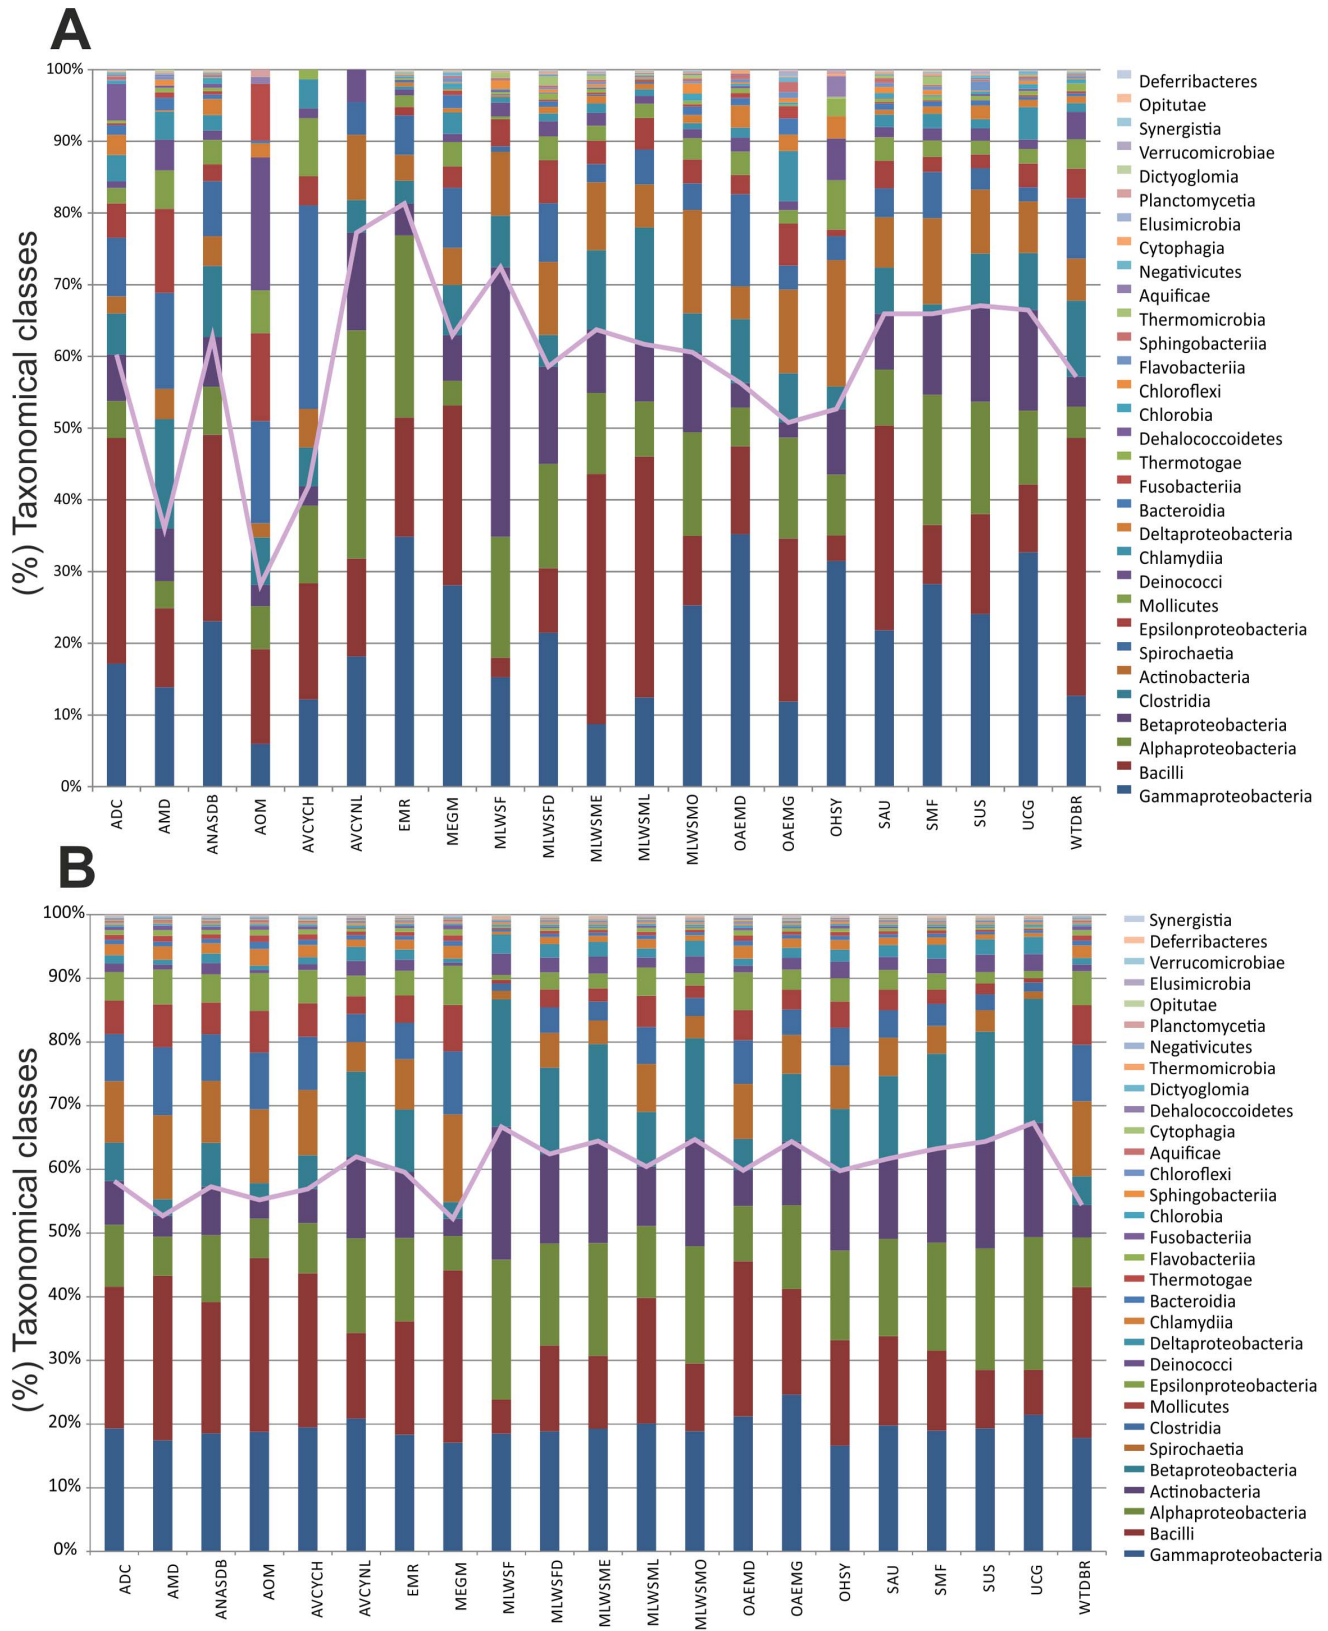 A
100%
90%
80%
70%
60%
50%
40%
30%
20%
10%
0%
(%) Taxonomical classes
ADC
AMD
ANASDB
AOM
AVCYCH
AVCYNL
EMR
MEGM
MLWSF
MLWSFD
MLWSME
MLWSML
MLWSMO
OAEMD
OAEMG
OHSY
SAU
SMF
SUS
UCG
WTDBR
Deferribacteres
Opitutae
Synergistia
Verrucomicrobiae
Dictyoglomia
Planctomycetia
Elusimicrobia
Cytophagia
Negativicutes
Aquificae
Thermomicrobia
Sphingobacteriia
Flavobacteriia
Chloroflexi
Chlorobia
Dehalococcoidetes
Thermotogae
Fusobacteriia
Bacteroidia
Deltaproteobacteria
Chlamydiia
Deinococci
Mollicutes
Epsilonproteobacteria
Spirochaetia
Actinobacteria
Clostridia
Betaproteobacteria
Alphaproteobacteria
Bacilli
Gammaproteobacteria
B
100%
90%
80%
70%
60%
50%
40%
30%
20%
10%
0%
(%) Taxonomical classes
ADC
AMD
ANASDB
AOM
AVCYCH
AVCYNL
EMR
MEGM
MLWSF
MLWSFD
MLWSME
MLWSML
MLWSMO
OAEMD
OAEMG
OHSY
SAU
SMF
SUS
UCG
WTDBR
Synergistia
Deferribacteres
Verrucomicrobiae
Elusimicrobia
Opitutae
Planctomycetia
Negativicutes
Thermomicrobia
Dictyoglomia
Dehalococcoidetes
Cytophagia
Aquificae
Chloroflexi
Sphingobacteriia
Chlorobia
Fusobacteriia
Flavobacteriia
Thermotogae
Bacteroidia
Chlamydiia
Deltaproteobacteria
Deinococci
Epsilonproteobacteria
Mollicutes
Clostridia
Spirochaetia
Betaproteobacteria
Actinobacteria
Alphaproteobacteria
Bacilli
Gammaproteobacteria